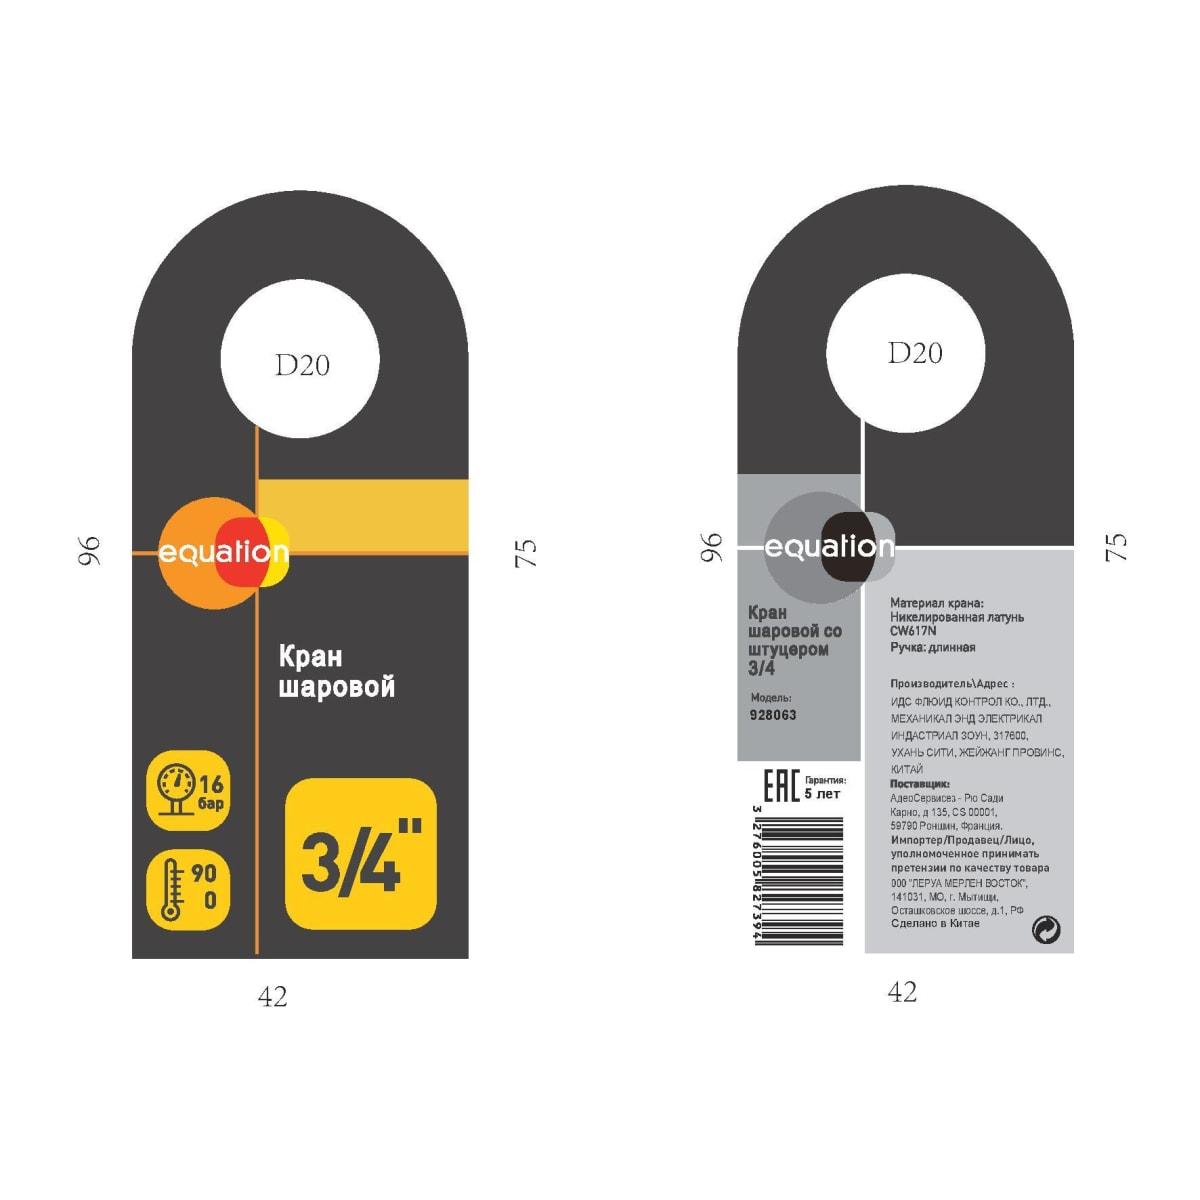 D20
96
75
equation
Кран
шаровой
16
бар
90
0
3/4"
42
D20
96
75
equation
Кран
шаровой со
штуцером
3/4
Модель:
928063
EAC
Гарантия:
5 лет
3 276005 827394
Материал крана:
Никелированная латунь
CW617N
Ручка: длинная
Производитель\Адрес :
ИДС ФЛЮИД КОНТРОЛ КО., ЛТД.,
МЕХАНИКАЛ ЭНД ЭЛЕКТРИКАЛ
ИНДАСТРИАЛ ЗОУН, 317600,
УХАНЬ СИТИ, ЖЕЙЖАНГ ПРОВИНС,
КИТАЙ
Поставщик:
АдеоСервисез - Рю Сади
Карно, д 135, CS 00001,
59790 Роншин, Франция.
Импортер/Продавец/Лицо,
уполномоченное принимать
претензии по качеству товара
ООО "ЛЕРУА МЕРЛЕН ВОСТОК",
141031, МО, г. Мытищи,
Осташковское шоссе, д.1, РФ
Сделано в Китае
42